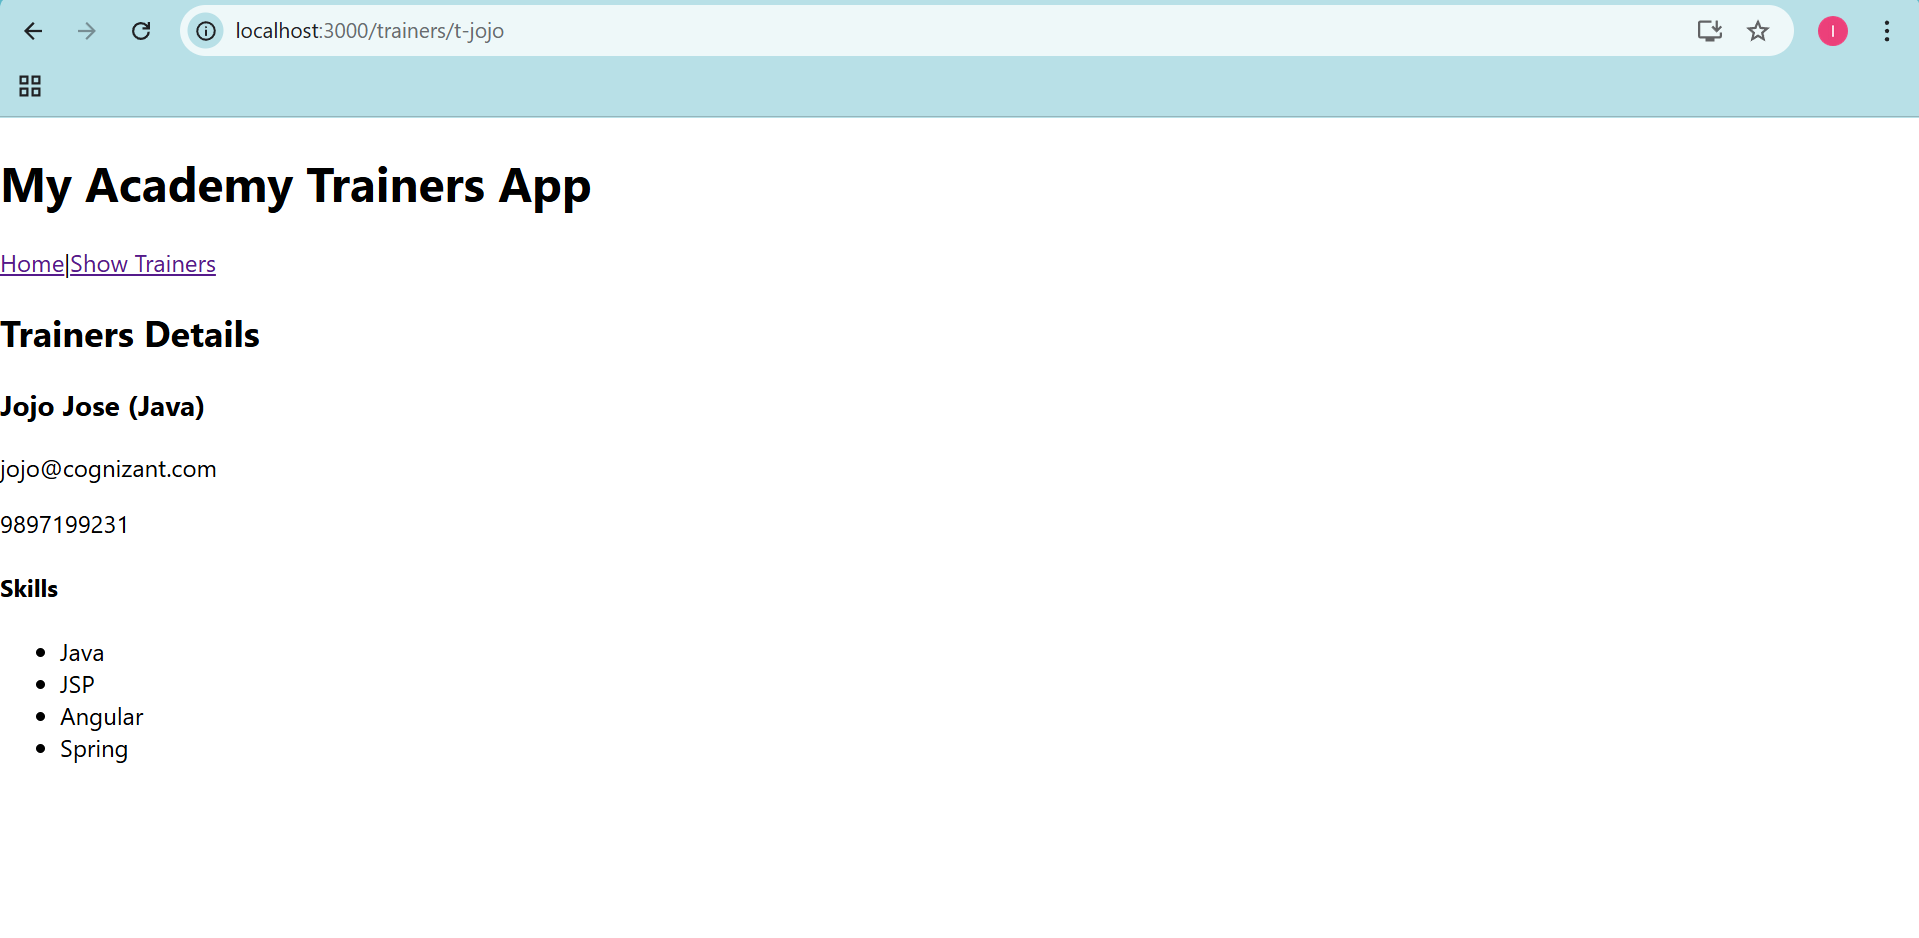 localhost:3000/trainers/t-jojo
I
My Academy Trainers App
Home|Show Trainers
Trainers Details
Jojo Jose (Java)
jojo@cognizant.com
9897199231
Skills
Java
JSP
Angular
Spring